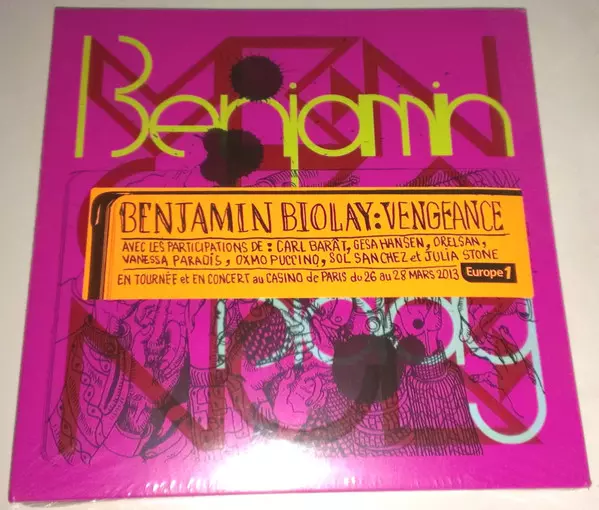 Benjamin
BENJAMIN BIOLAY: VENGEANCE
AVEC LES PARTICIPATIONS DE : CARL BARÂT, GESA HANSEN, ORELSAN,
VANESSA PARADIS, OXMO PUCCINO, SOL SANCHEZ et JULIA STONE
EN TOURNÉE et EN CONCERT au CASINO de PARIS du 26 au 28 MARS 2013 Europe 1